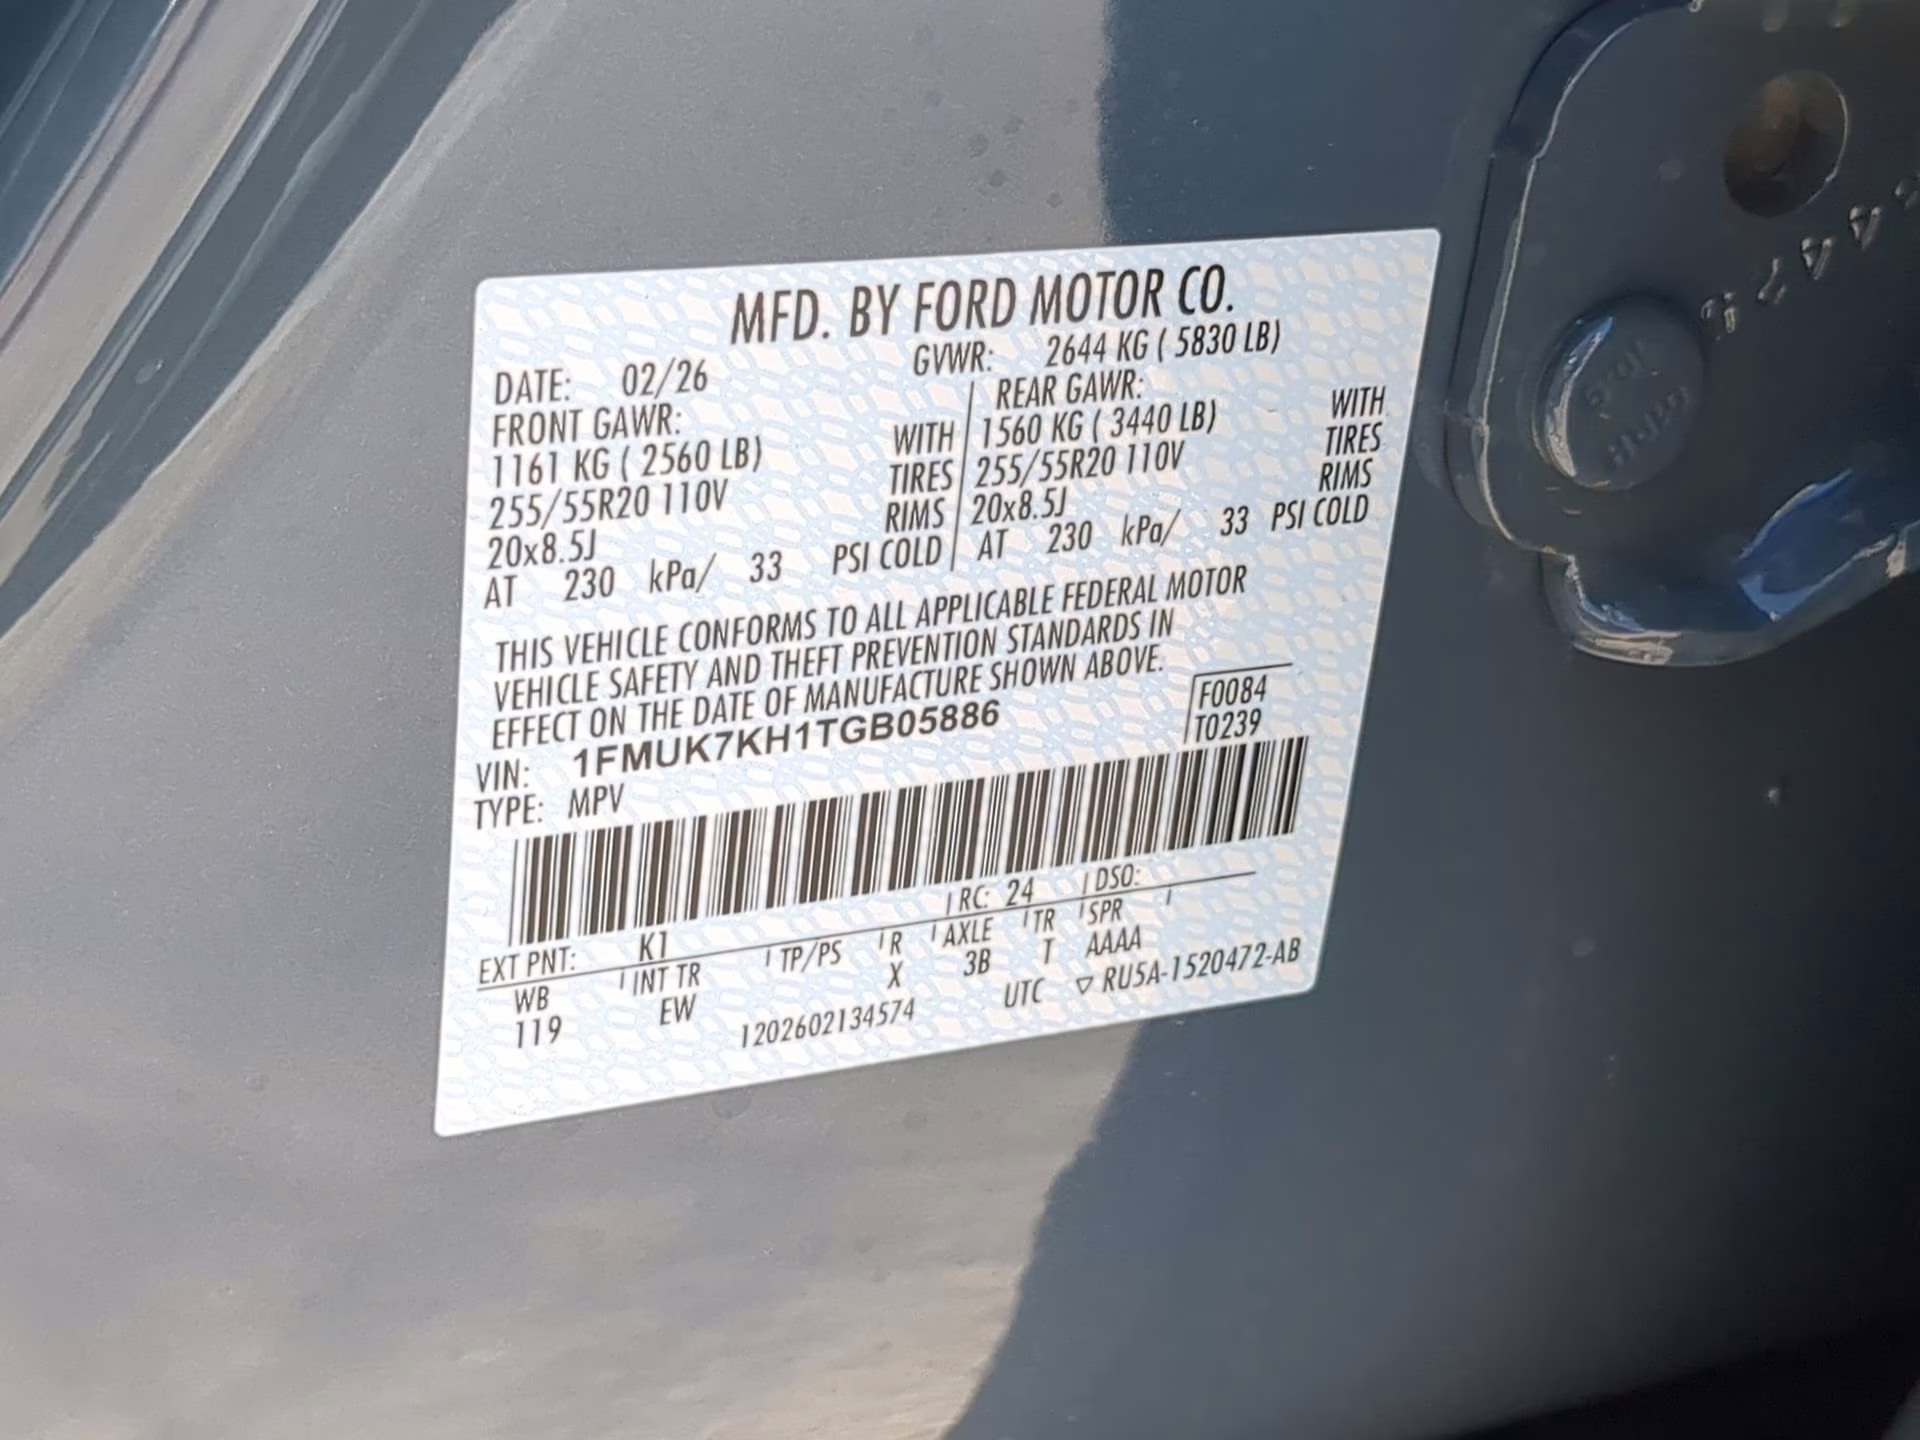 MFD. BY FORD MOTOR CO.
DATE: 02/26 GVWR: 2644 KG ( 5830 LB)
FRONT GAWR: REAR GAWR:
1161 KG ( 2560 LB) WITH 1560 KG ( 3440 LB) WITH
255/55R20 110V TIRES 255/55R20 110V TIRES
20x8.5J RIMS 20x8.5J RIMS
AT 230 kPa/ 33 PSI COLD AT 230 kPa/ 33 PSI COLD
THIS VEHICLE CONFORMS TO ALL APPLICABLE FEDERAL MOTOR
VEHICLE SAFETY AND THEFT PREVENTION STANDARDS IN
EFFECT ON THE DATE OF MANUFACTURE SHOWN ABOVE.
VIN: 1FMUK7KH1TGB05886 F0084
TYPE: MPV T0239
EXT PNT: K1 RC: 24 DSO:
WB INT TR TP/PS R AXLE TR SPR
119 EW X 3B T AAAA
1202602134574 UTC ▽ RU5A-1520472-AB